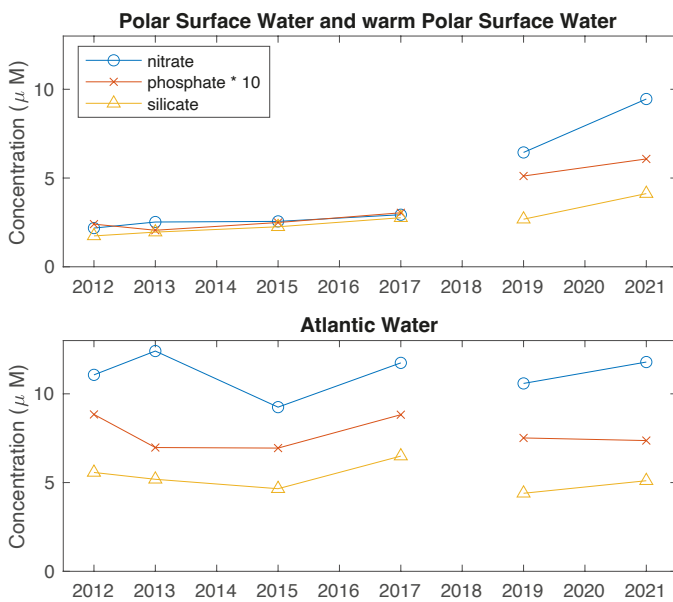 Polar Surface Water and warm Polar Surface Water
Concentration (μ M)
10
5
0
nitrate
phosphate * 10
silicate
2012 2013 2014 2015 2016 2017 2018 2019 2020 2021
Atlantic Water
Concentration (μ M)
10
5
0
2012 2013 2014 2015 2016 2017 2018 2019 2020 2021